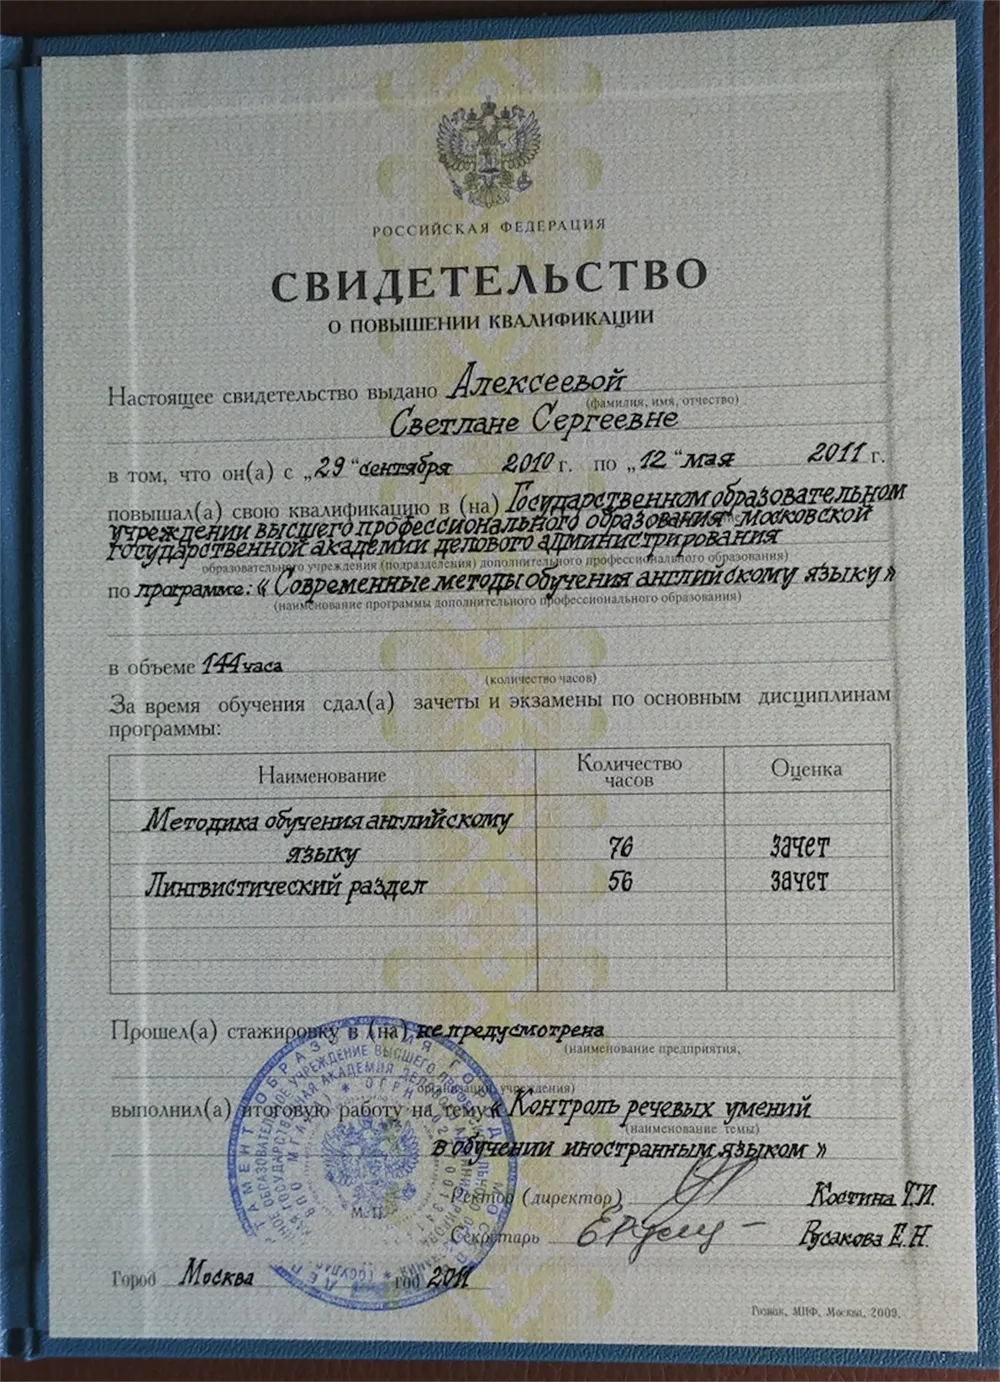 РОССИЙСКАЯ ФЕДЕРАЦИЯ
СВИДЕТЕЛЬСТВО
О ПОВЫШЕНИИ КВАЛИФИКАЦИИ
Настоящее свидетельство выдано Алексеевой
(фамилия, имя, отчество)
Светлане Сергеевне
в том, что он(а) с „29“ сентября 2010 г. по „12“ мая 2011 г.
повышал(а) свою квалификацию в (на) Государственном образовательном
учреждении высшего профессионального образования "Московской
государственной академии делового администрирования
образовательного учреждения (подразделения) дополнительного профессионального образования)
по программе: «Современные методы обучения английскому языку»
(наименование программы дополнительного профессионального образования)
в объеме 144 часа
(количество часов)
За время обучения сдал(а) зачеты и экзамены по основным дисциплинам
программы:
Наименование Количество часов Оценка
Методика обучения английскому
языку 76 зачет
Лингвистический раздел 56 зачет
Прошел(а) стажировку в (на) не предусмотрена
(наименование предприятия,
организации, учреждения)
выполнил(а) итоговую работу на тему « Контроль речевых умений
(наименование темы)
в обучении иностранным языком »
Ректор (директор) Костина Т.И.
М.П.
Секретарь Русакова Е.Н.
Город Москва год 2011
Гознак, МПФ, Москва, 2009.